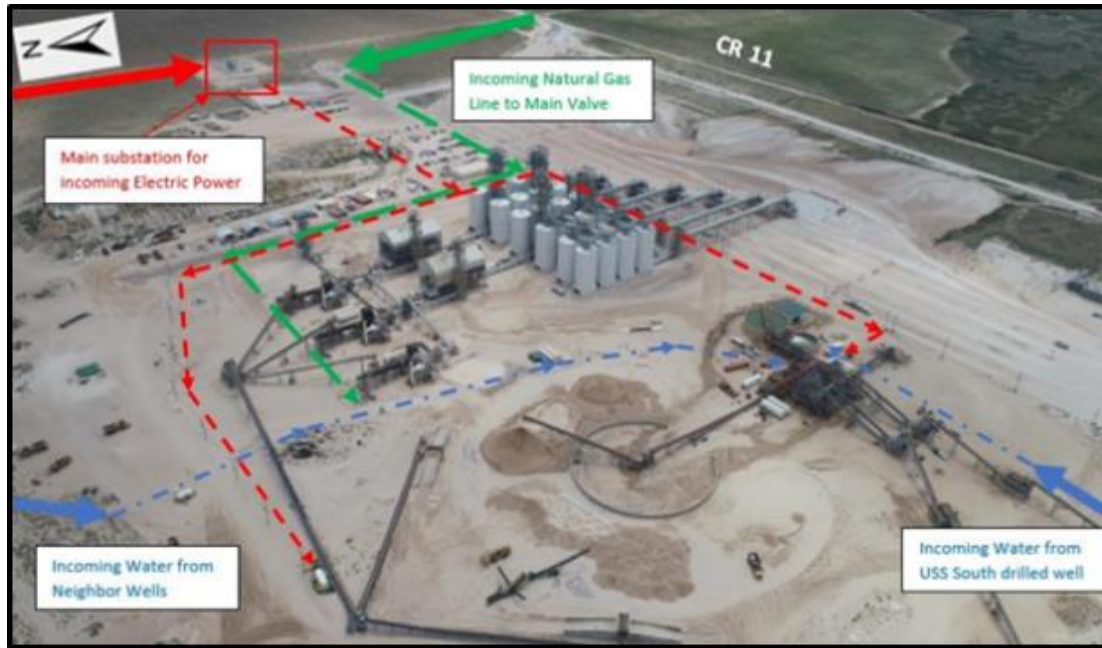 N
CR 11
Incoming Natural Gas
Line to Main Valve
Main substation for
incoming Electric Power
Incoming Water from
Neighbor Wells
Incoming Water from
USS South drilled well